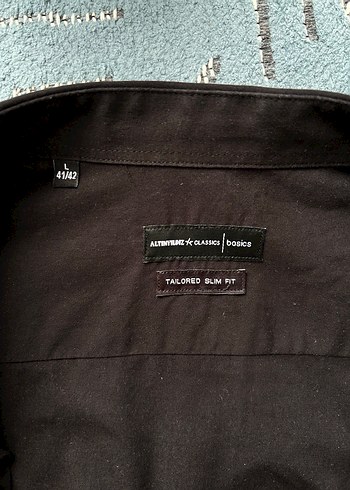 L
41/42
ALTINYILDIZ CLASSICS | basics
TAILORED SLIM FIT